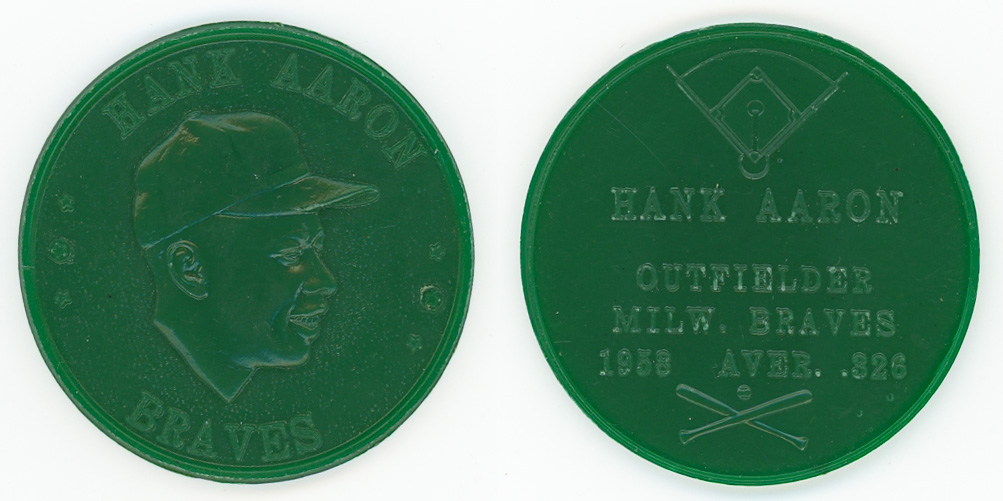 HANK AARON
BRAVES
HANK AARON
OUTFIELDER
MILW. BRAVES
1958 AVER. .326